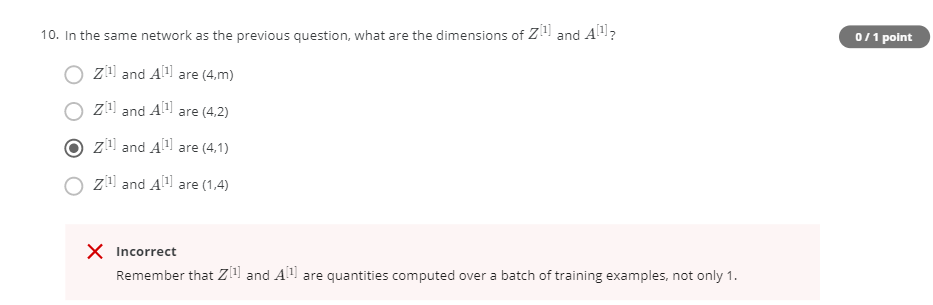 10. In the same network as the previous question, what are the dimensions of Z^[1] and A^[1]?
0 / 1 point
Z^[1] and A^[1] are (4,m)
Z^[1] and A^[1] are (4,2)
Z^[1] and A^[1] are (4,1)
Z^[1] and A^[1] are (1,4)
Incorrect
Remember that Z^[1] and A^[1] are quantities computed over a batch of training examples, not only 1.